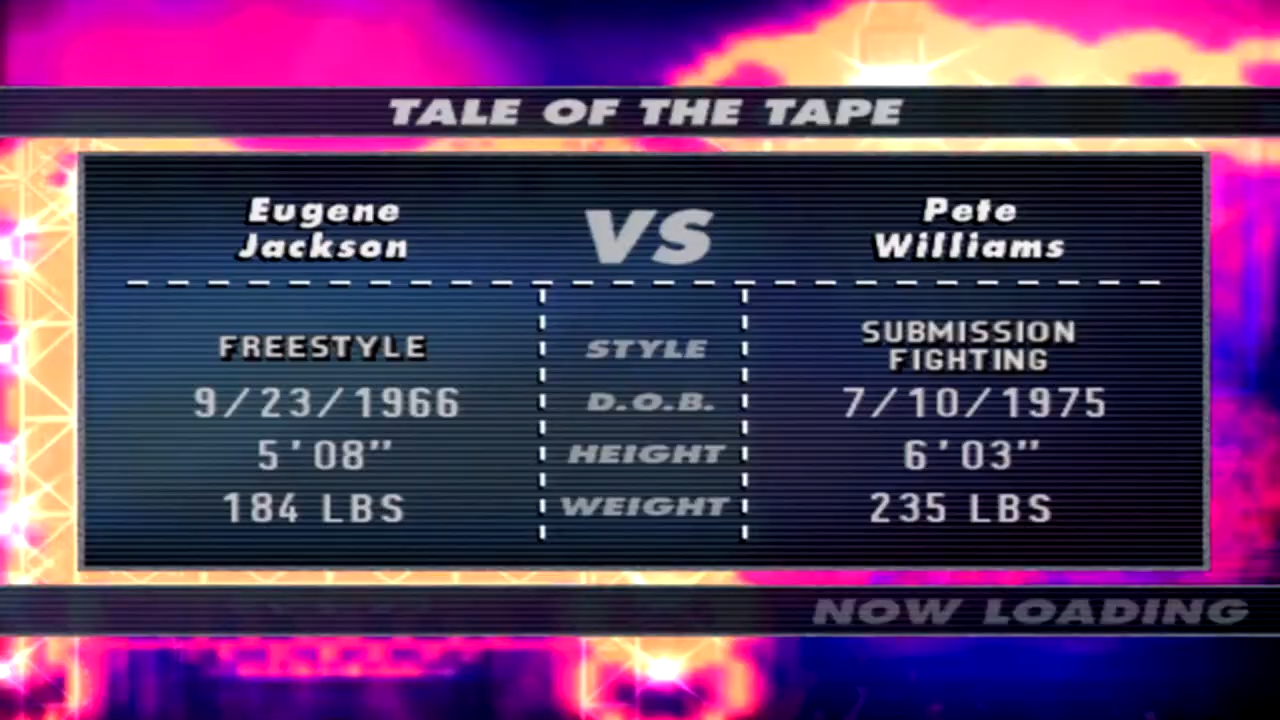 TALE OF THE TAPE
Eugene Jackson
VS
Pete Williams
FREESTYLE
STYLE
SUBMISSION FIGHTING
9/23/1966
D.O.B.
7/10/1975
5'08"
HEIGHT
6'03"
184 LBS
WEIGHT
235 LBS
NOW LOADING